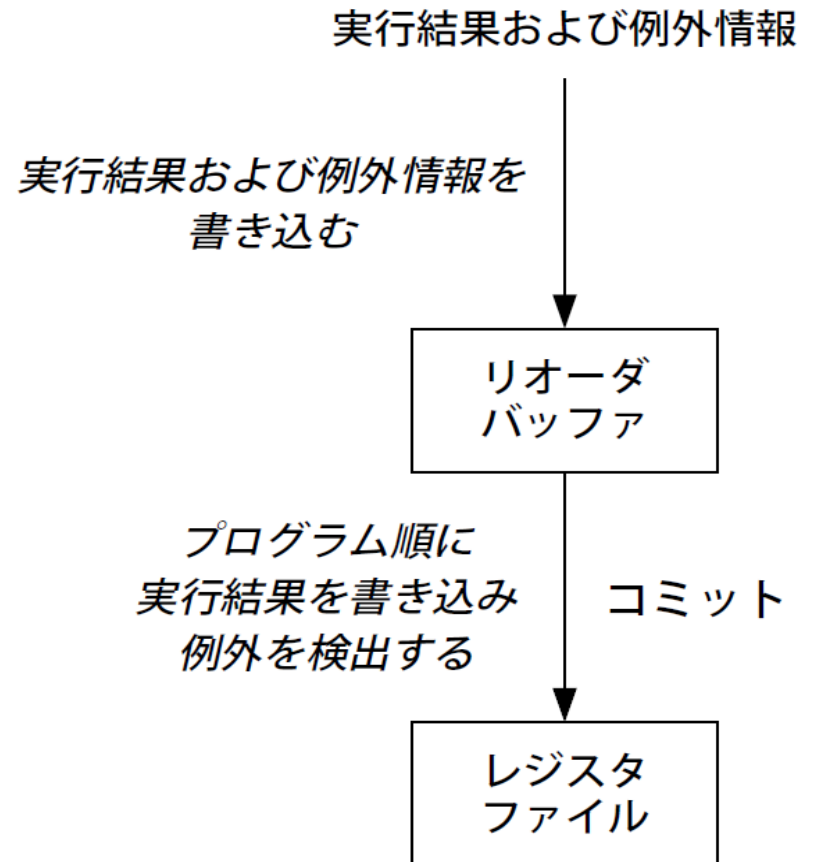 実行結果および例外情報
実行結果および例外情報を
書き込む
リオーダ
バッファ
プログラム順に
実行結果を書き込み
例外を検出する
コミット
レジスタ
ファイル